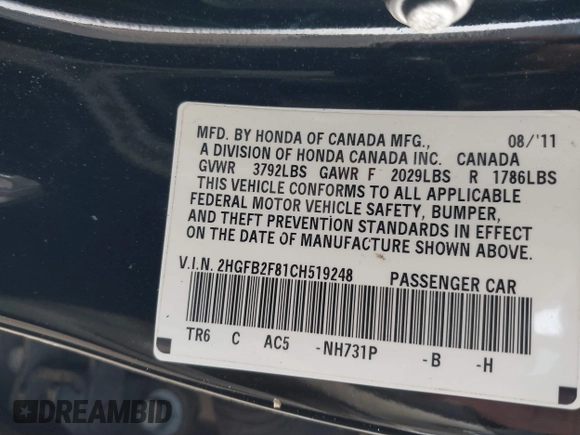 MFD. BY HONDA OF CANADA MFG., 08/'11
A DIVISION OF HONDA CANADA INC. CANADA
GVWR 3792LBS GAWR F 2029LBS R 1786LBS
THIS VEHICLE CONFORMS TO ALL APPLICABLE
FEDERAL MOTOR VEHICLE SAFETY, BUMPER,
AND THEFT PREVENTION STANDARDS IN EFFECT
ON THE DATE OF MANUFACTURE SHOWN ABOVE.
V.I.N. 2HGFB2F81CH519248 PASSENGER CAR
TR6 C AC5 -NH731P -B -H
DREAMBID